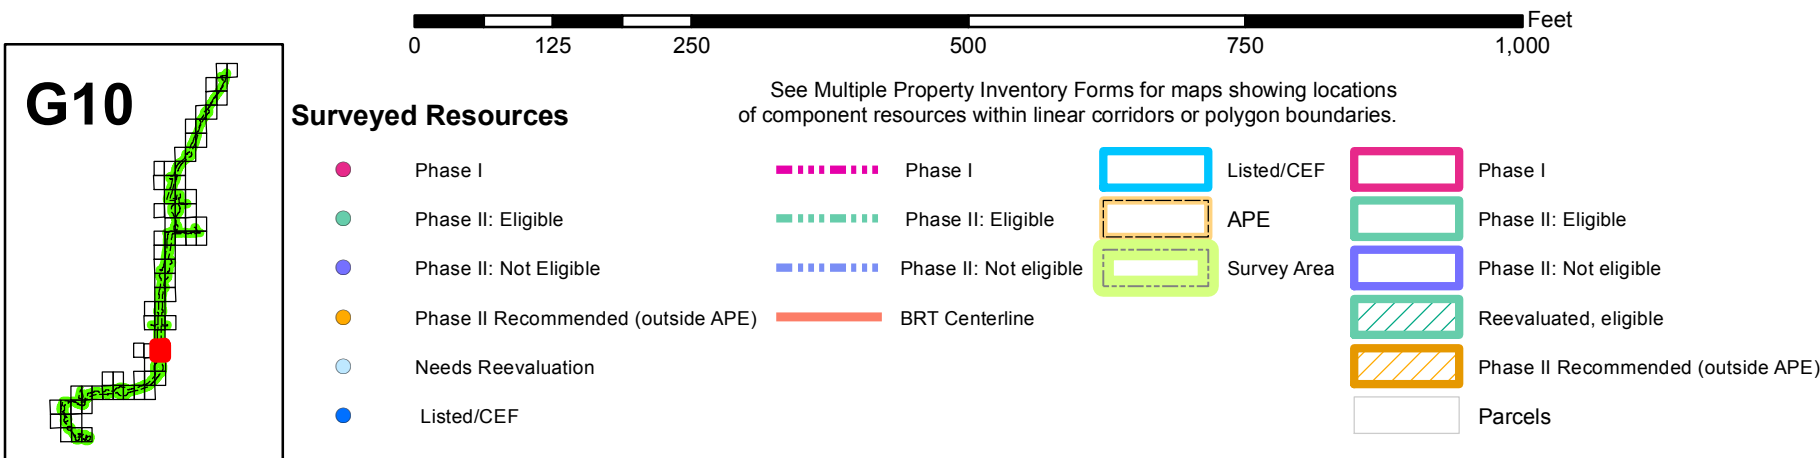 Feet
0 125 250 500 750 1,000
G10
See Multiple Property Inventory Forms for maps showing locations
of component resources within linear corridors or polygon boundaries.
Surveyed Resources
Phase I
Phase II: Eligible
Phase II: Not Eligible
Phase II Recommended (outside APE)
Needs Reevaluation
Listed/CEF
Phase I
Phase II: Eligible
Phase II: Not eligible
BRT Centerline
Listed/CEF
APE
Survey Area
Phase I
Phase II: Eligible
Phase II: Not eligible
Reevaluated, eligible
Phase II Recommended (outside APE)
Parcels